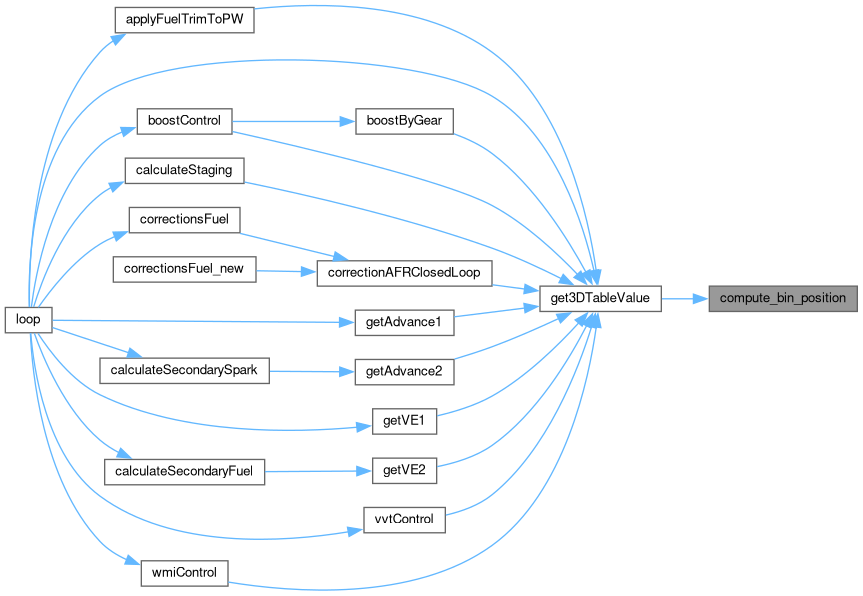 applyFuelTrimToPW
boostControl
boostByGear
calculateStaging
correctionsFuel
correctionsFuel_new
correctionAFRClosedLoop
get3DTableValue
compute_bin_position
loop
getAdvance1
calculateSecondarySpark
getAdvance2
getVE1
calculateSecondaryFuel
getVE2
vvtControl
wmiControl